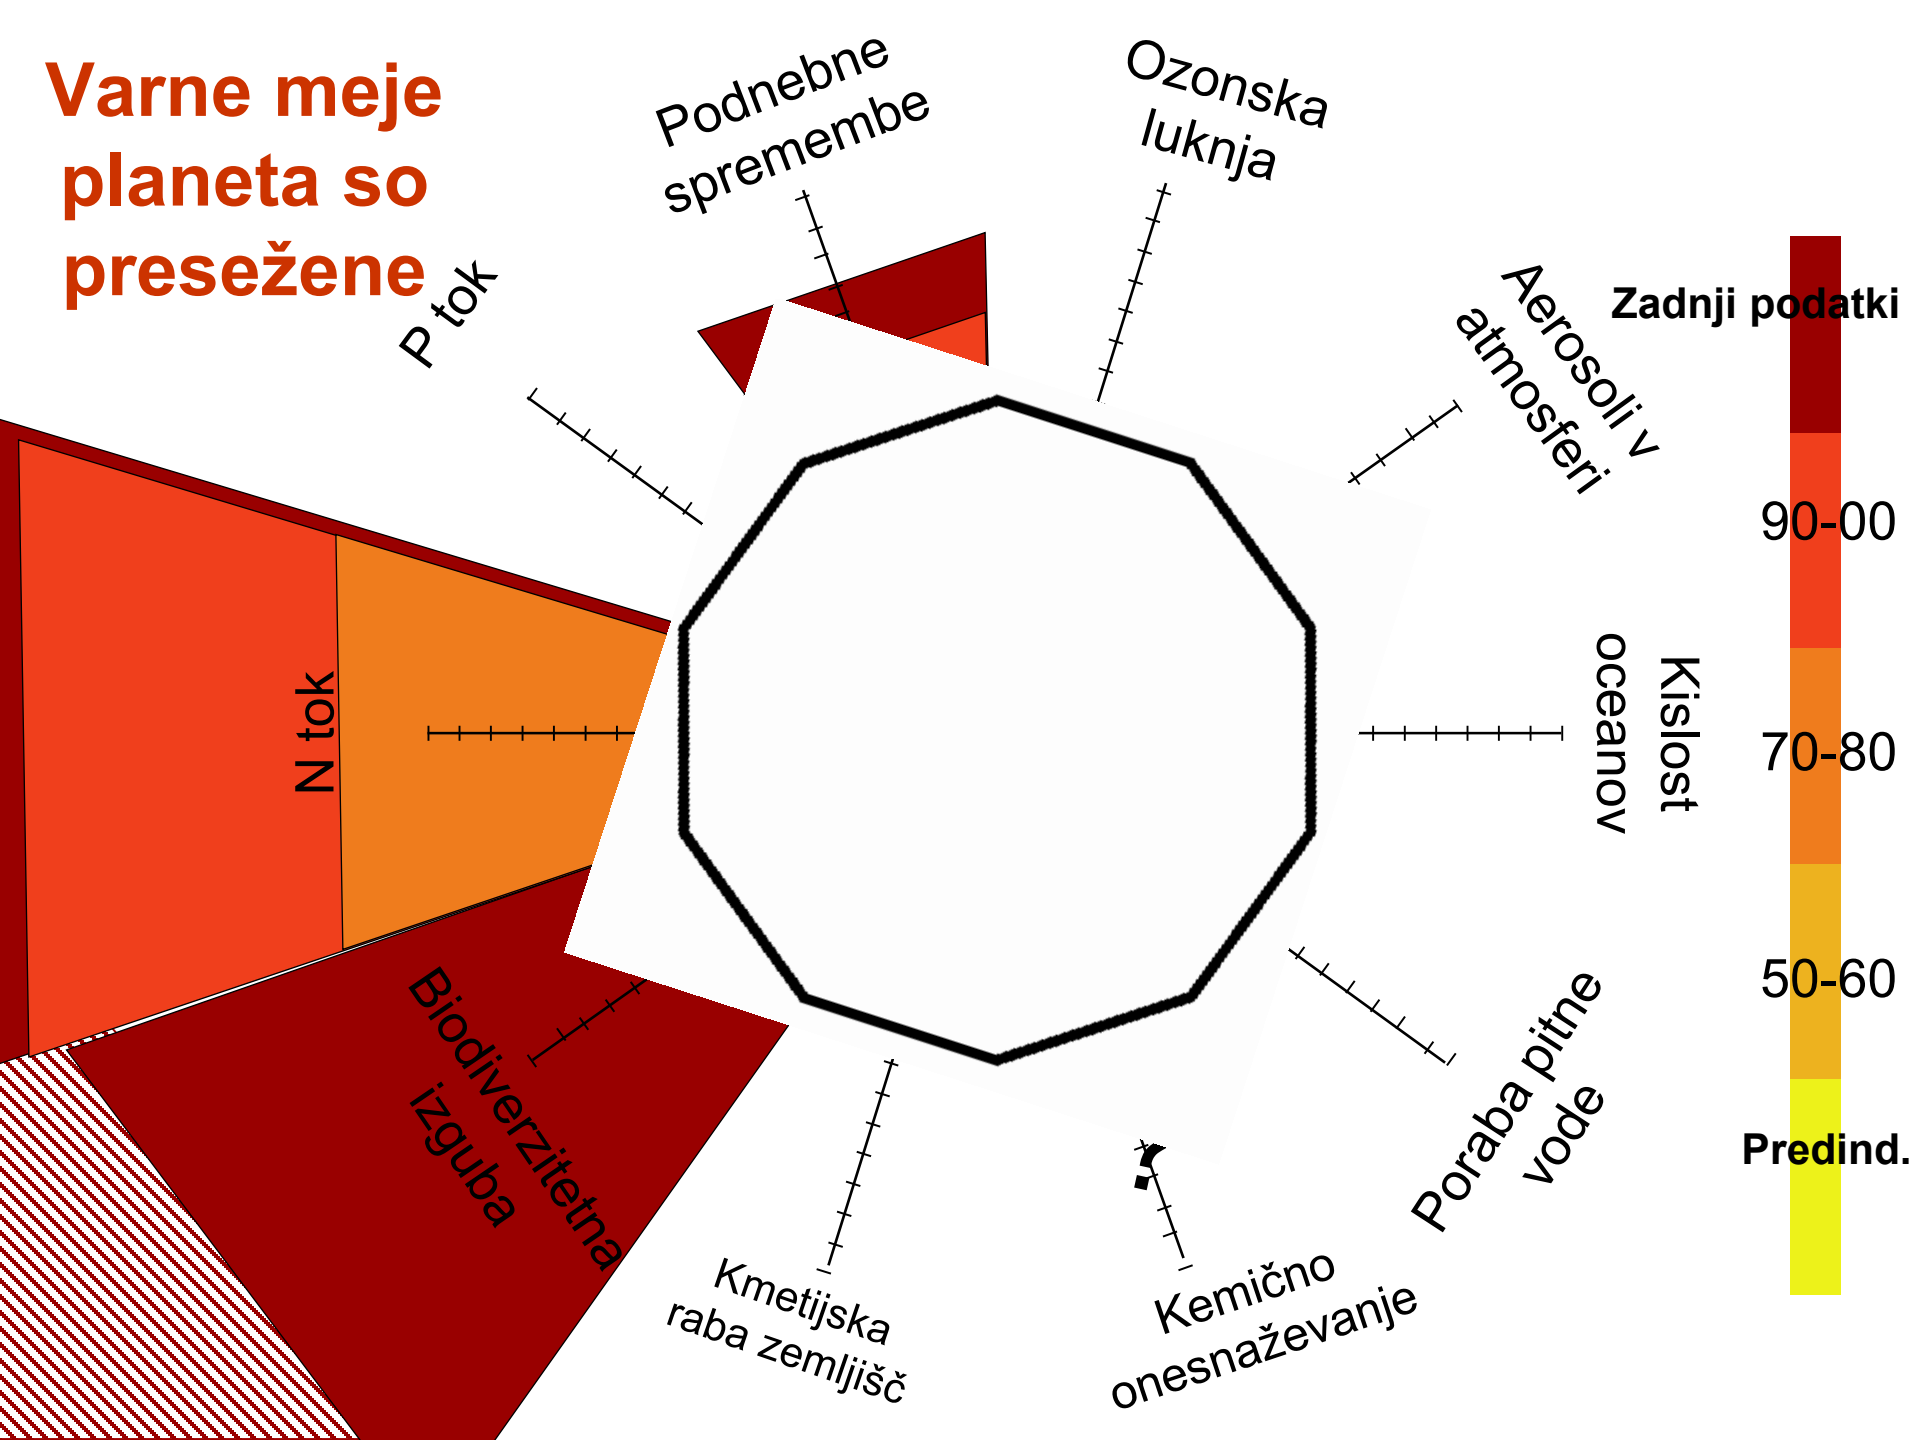 Varne meje
planeta so
presežene
Podnebne
spremembe
Ozonska
luknja
Aerosoli v
atmosferi
Kislost
oceanov
Poraba pitne
vode
?
Kemično
onesnaževanje
Kmetijska
raba zemljišč
Biodiverzitetna
izguba
N tok
P tok
Zadnji podatki
90-00
70-80
50-60
Predind.